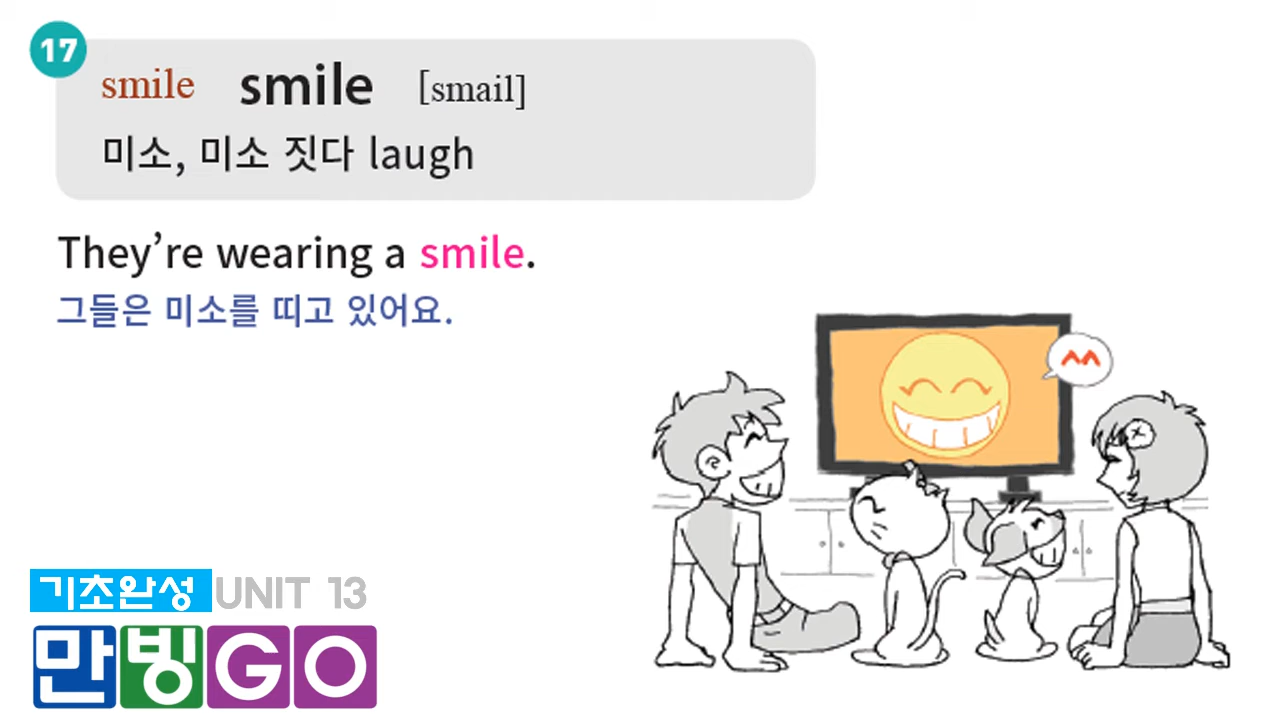 17
smile smile [smail]
미소, 미소 짓다 laugh
They're wearing a smile.
그들은 미소를 띠고 있어요.
기초완성 UNIT 13
만빙GO